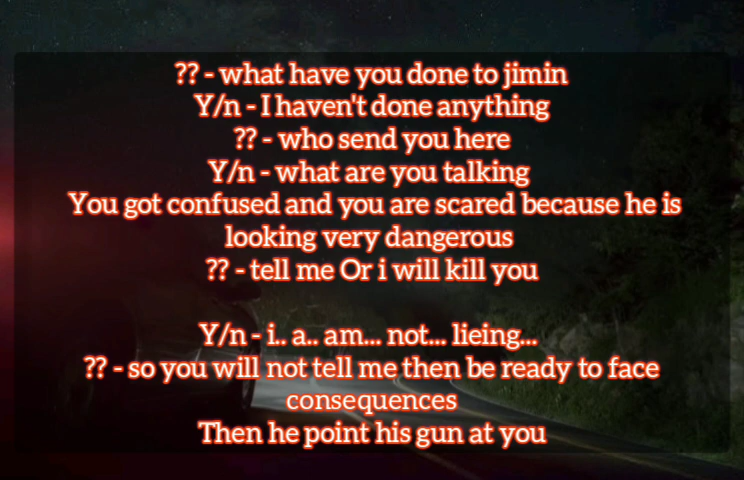 ?? - what have you done to jimin
Y/n - I haven't done anything
?? - who send you here
Y/n - what are you talking
You got confused and you are scared because he is
looking very dangerous
?? - tell me Or i will kill you
Y/n - i.. a.. am... not... lieing...
?? - so you will not tell me then be ready to face
consequences
Then he point his gun at you